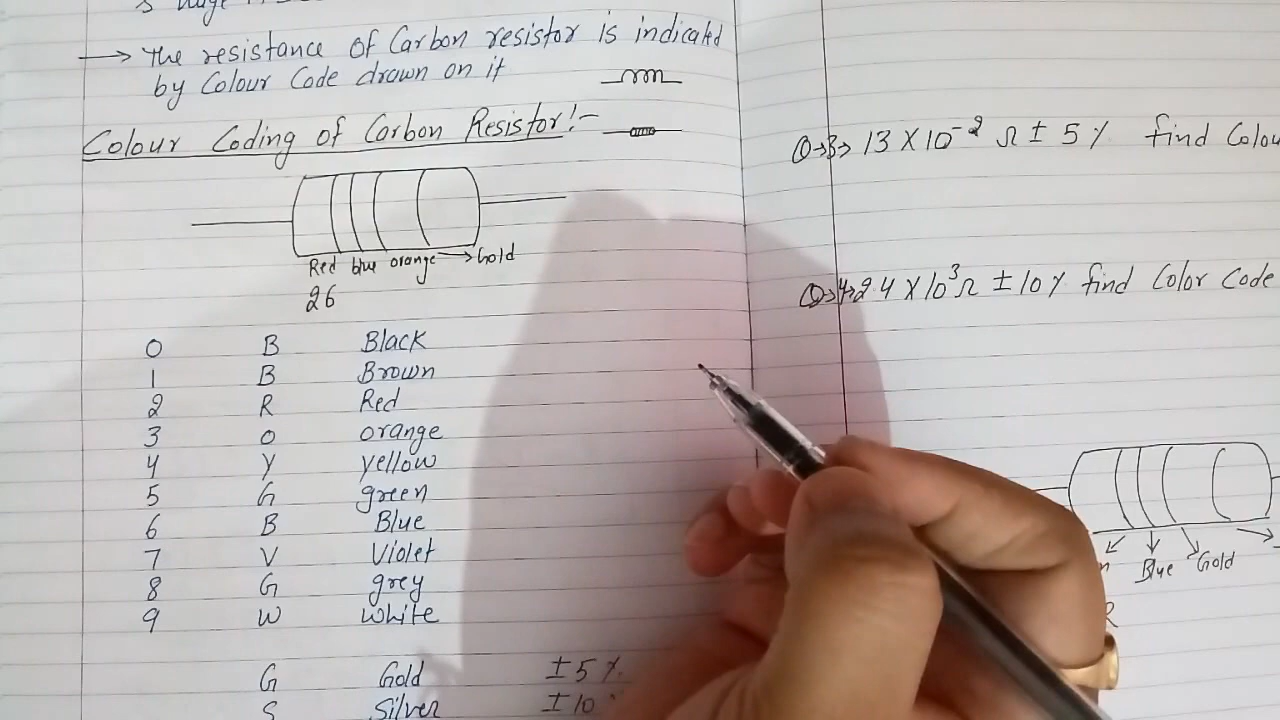 → The resistance of Carbon resistor is indicated
by Colour Code drawn on it
Colour Coding of Carbon Resistor:-
Red blue orange → Gold
26
0 B Black
1 B Brown
2 R Red
3 O orange
4 Y yellow
5 G green
6 B Blue
7 V Violet
8 G grey
9 W White
G Gold ±5%
S Silver ±10
Q→3→ 13 X 10⁻² Ω ± 5% find Colou
Q→4→24 X 10³ Ω ± 10% find Color Code
Blue Gold